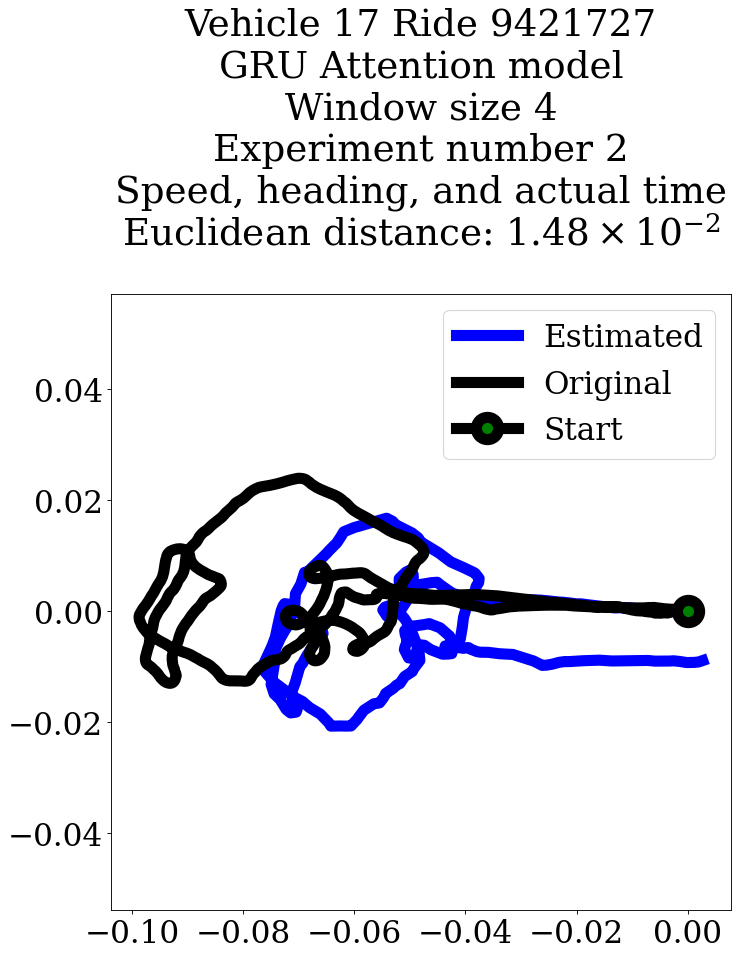 Vehicle 17 Ride 9421727
GRU Attention model
Window size 4
Experiment number 2
Speed, heading, and actual time
Euclidean distance: 1.48 × 10⁻²
Estimated
Original
Start
0.04
0.02
0.00
−0.02
−0.04
−0.10 −0.08 −0.06 −0.04 −0.02 0.00